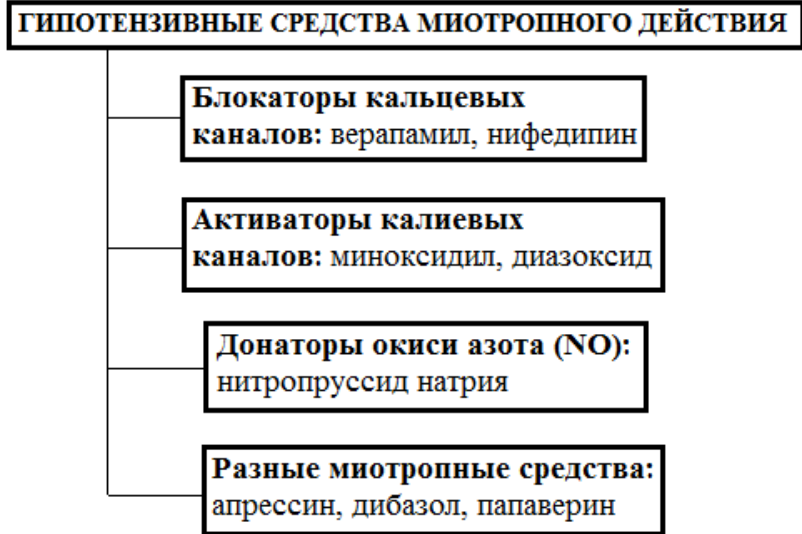 ГИПОТЕНЗИВНЫЕ СРЕДСТВА МИОТРОПНОГО ДЕЙСТВИЯ
Блокаторы кальцевых
каналов: верапамил, нифедипин
Активаторы калиевых
каналов: миноксидил, диазоксид
Донаторы окиси азота (NO):
нитропруссид натрия
Разные миотропные средства:
апрессин, дибазол, папаверин